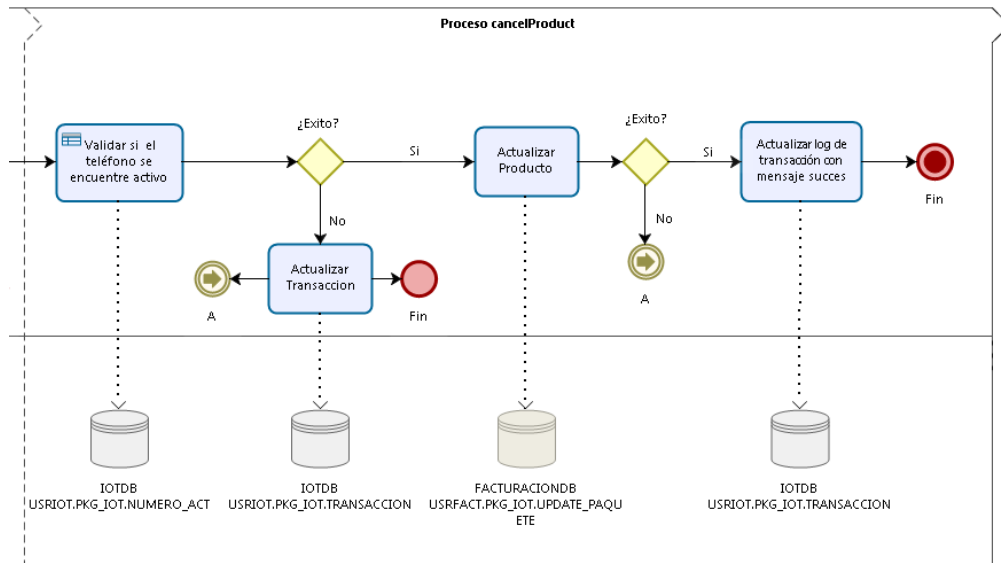 Proceso cancelProduct
Validar si el
teléfono se
encuentre activo
¿Exito?
Si
No
Actualizar
Transaccion
A
Fin
Actualizar
Producto
¿Exito?
Si
No
A
Actualizar log de
transacción con
mensaje succes
Fin
IOTDB
USRIOT.PKG_IOT.NUMERO_ACT
IOTDB
USRIOT.PKG_IOT.TRANSACCION
FACTURACIONDB
USRFACT.PKG_IOT.UPDATE_PAQU
ETE
IOTDB
USRIOT.PKG_IOT.TRANSACCION